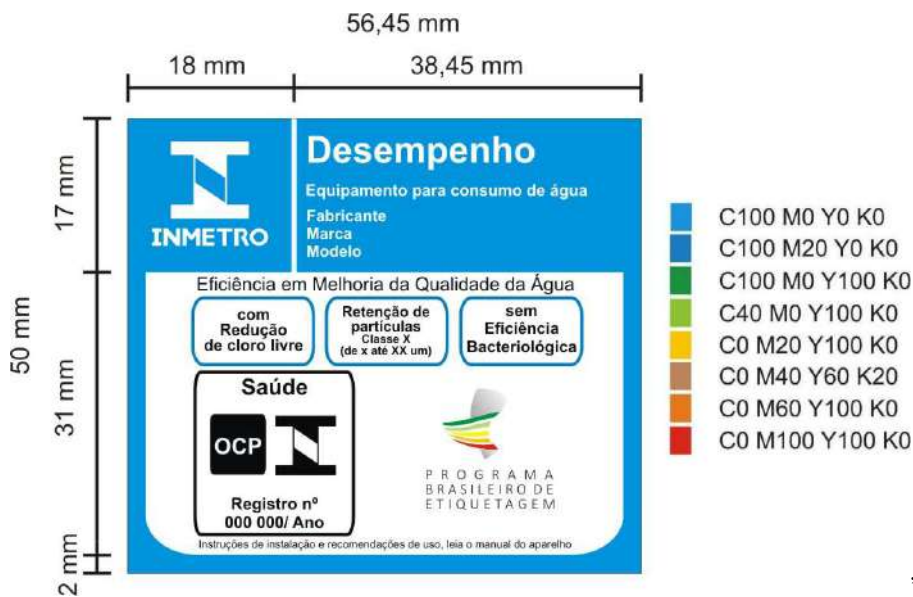 56,45 mm
18 mm
38,45 mm
17 mm
50 mm
31 mm
2 mm
INMETRO
Desempenho
Equipamento para consumo de água
Fabricante
Marca
Modelo
Eficiência em Melhoria da Qualidade da Água
com
Redução
de cloro livre
Retenção de
partículas
Classe X
(de x até XX um)
sem
Eficiência
Bacteriológica
Saúde
OCP
Registro nº
000 000/ Ano
PROGRAMA
BRASILEIRO DE
ETIQUETAGEM
Instruções de instalação e recomendações de uso, leia o manual do aparelho
C100 M0 Y0 K0
C100 M20 Y0 K0
C100 M0 Y100 K0
C40 M0 Y100 K0
C0 M20 Y100 K0
C0 M40 Y60 K20
C0 M60 Y100 K0
C0 M100 Y100 K0
,